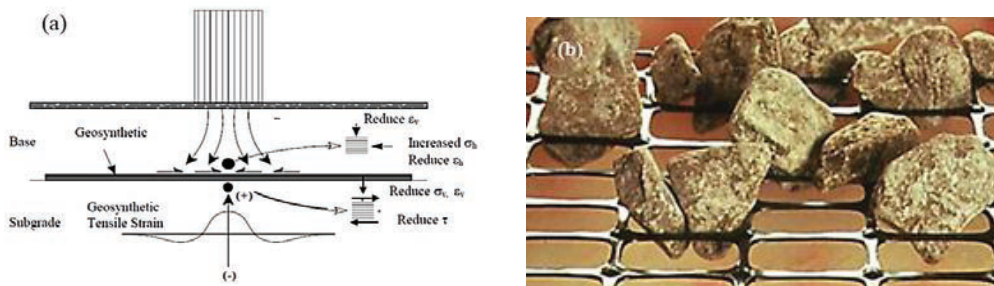 (a)
Geosynthetic
Base
Reduce εv
Increased σh
Reduce εh
(+)
Reduce σv, εv
Subgrade
Geosynthetic
Tensile Strain
Reduce τ
(-)
(b)